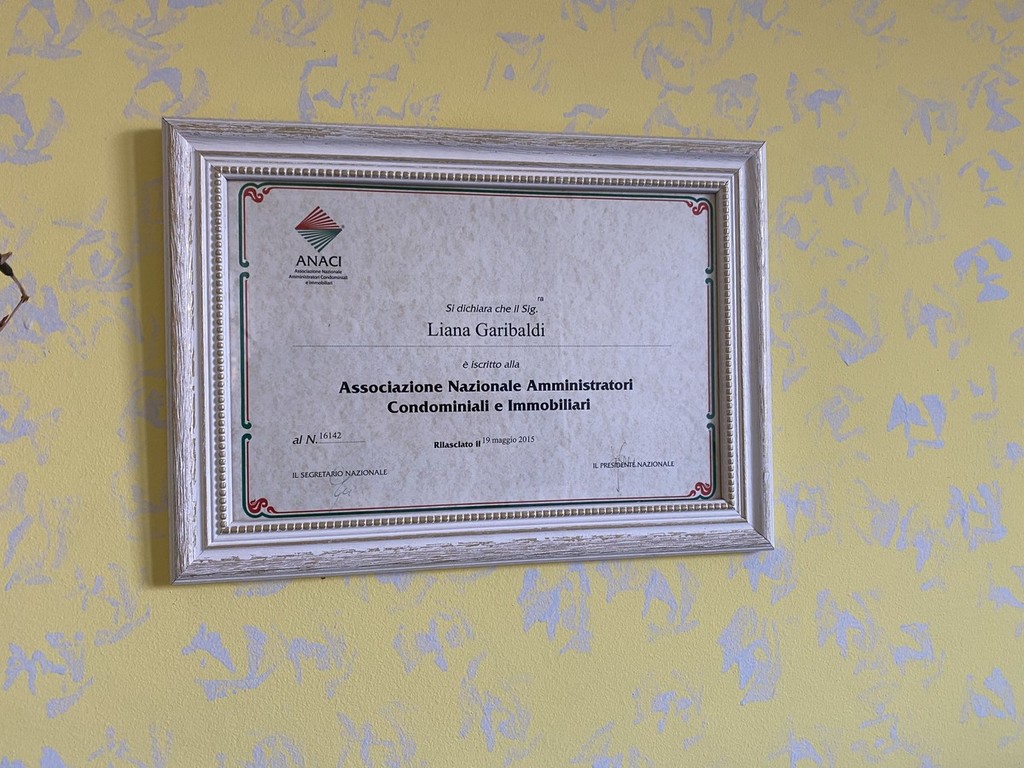 ANACI
Associazione Nazionale
Amministratori Condominiali
e Immobiliari
Si dichiara che il Sig.ra
Liana Garibaldi
è iscritto alla
Associazione Nazionale Amministratori
Condominiali e Immobiliari
al N. 16142
Rilasciato Il 19 maggio 2015
IL SEGRETARIO NAZIONALE
IL PRESIDENTE NAZIONALE